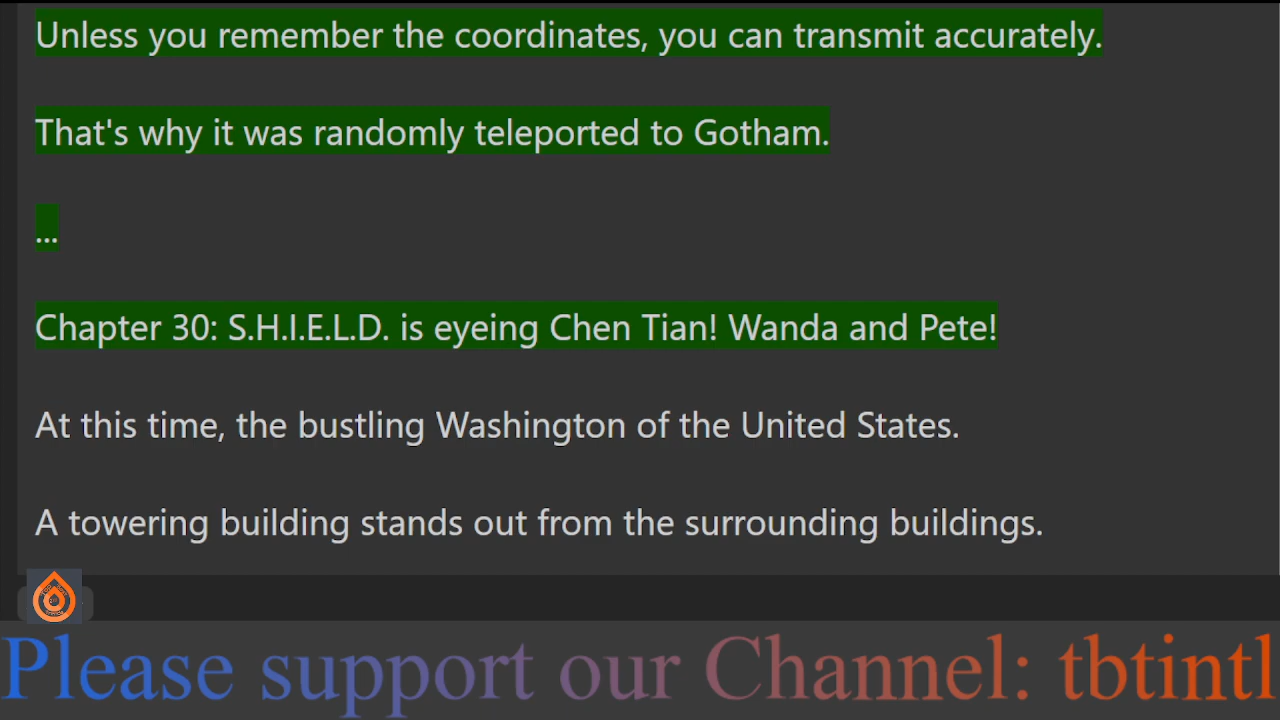 Unless you remember the coordinates, you can transmit accurately.
That's why it was randomly teleported to Gotham.
...
Chapter 30: S.H.I.E.L.D. is eyeing Chen Tian! Wanda and Pete!
At this time, the bustling Washington of the United States.
A towering building stands out from the surrounding buildings.
Please support our Channel: tbtintl